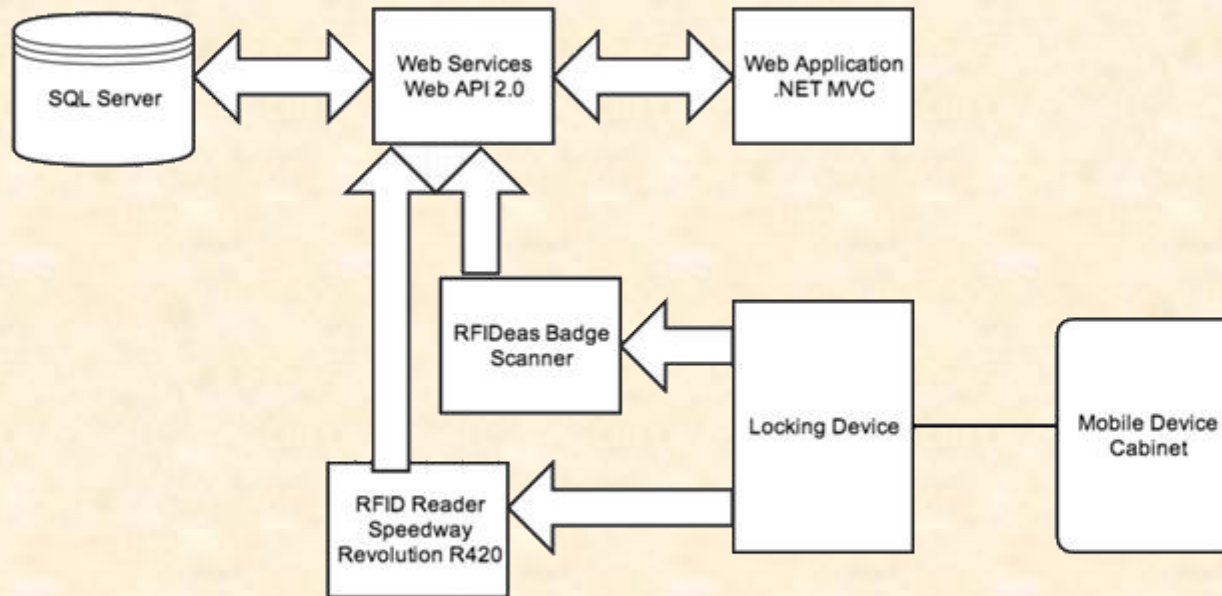 SQL Server
Web Services
Web API 2.0
Web Application
.NET MVC
RFIDeas Badge
Scanner
Locking Device
Mobile Device
Cabinet
RFID Reader
Speedway
Revolution R420